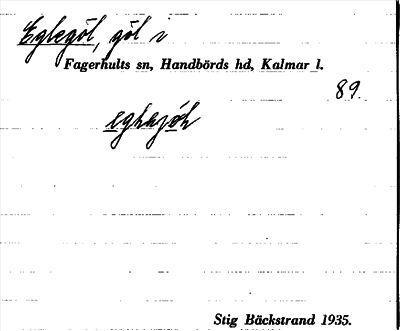 Eglegöl, göl i
Fagerhults sn, Handbörds hd, Kalmar l.
89.
Stig Bäckstrand 1935.